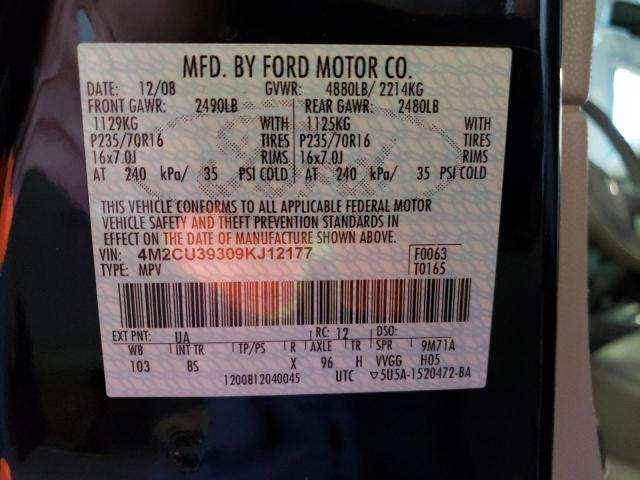 MFD. BY FORD MOTOR CO.
DATE: 12/08 GVWR: 4880LB/ 2214KG
FRONT GAWR: 2490LB REAR GAWR: 2480LB
1129KG WITH 1125KG WITH
P235/70R16 TIRES P235/70R16 TIRES
16x7.0J RIMS 16x7.0J RIMS
AT 240 kPa/ 35 PSI COLD AT 240 kPa/ 35 PSI COLD
THIS VEHICLE CONFORMS TO ALL APPLICABLE FEDERAL MOTOR
VEHICLE SAFETY AND THEFT PREVENTION STANDARDS IN
EFFECT ON THE DATE OF MANUFACTURE SHOWN ABOVE.
VIN: 4M2CU39309KJ12177 F0063
TYPE: MPV T0165
EXT PNT: UA RC: 12 DSO:
WB INT TR TP/PS R AXLE TR SPR 9M71A
103 8S X 96 H VVGG H05
1200812040045 UTC ▽5U5A-1520472-BA